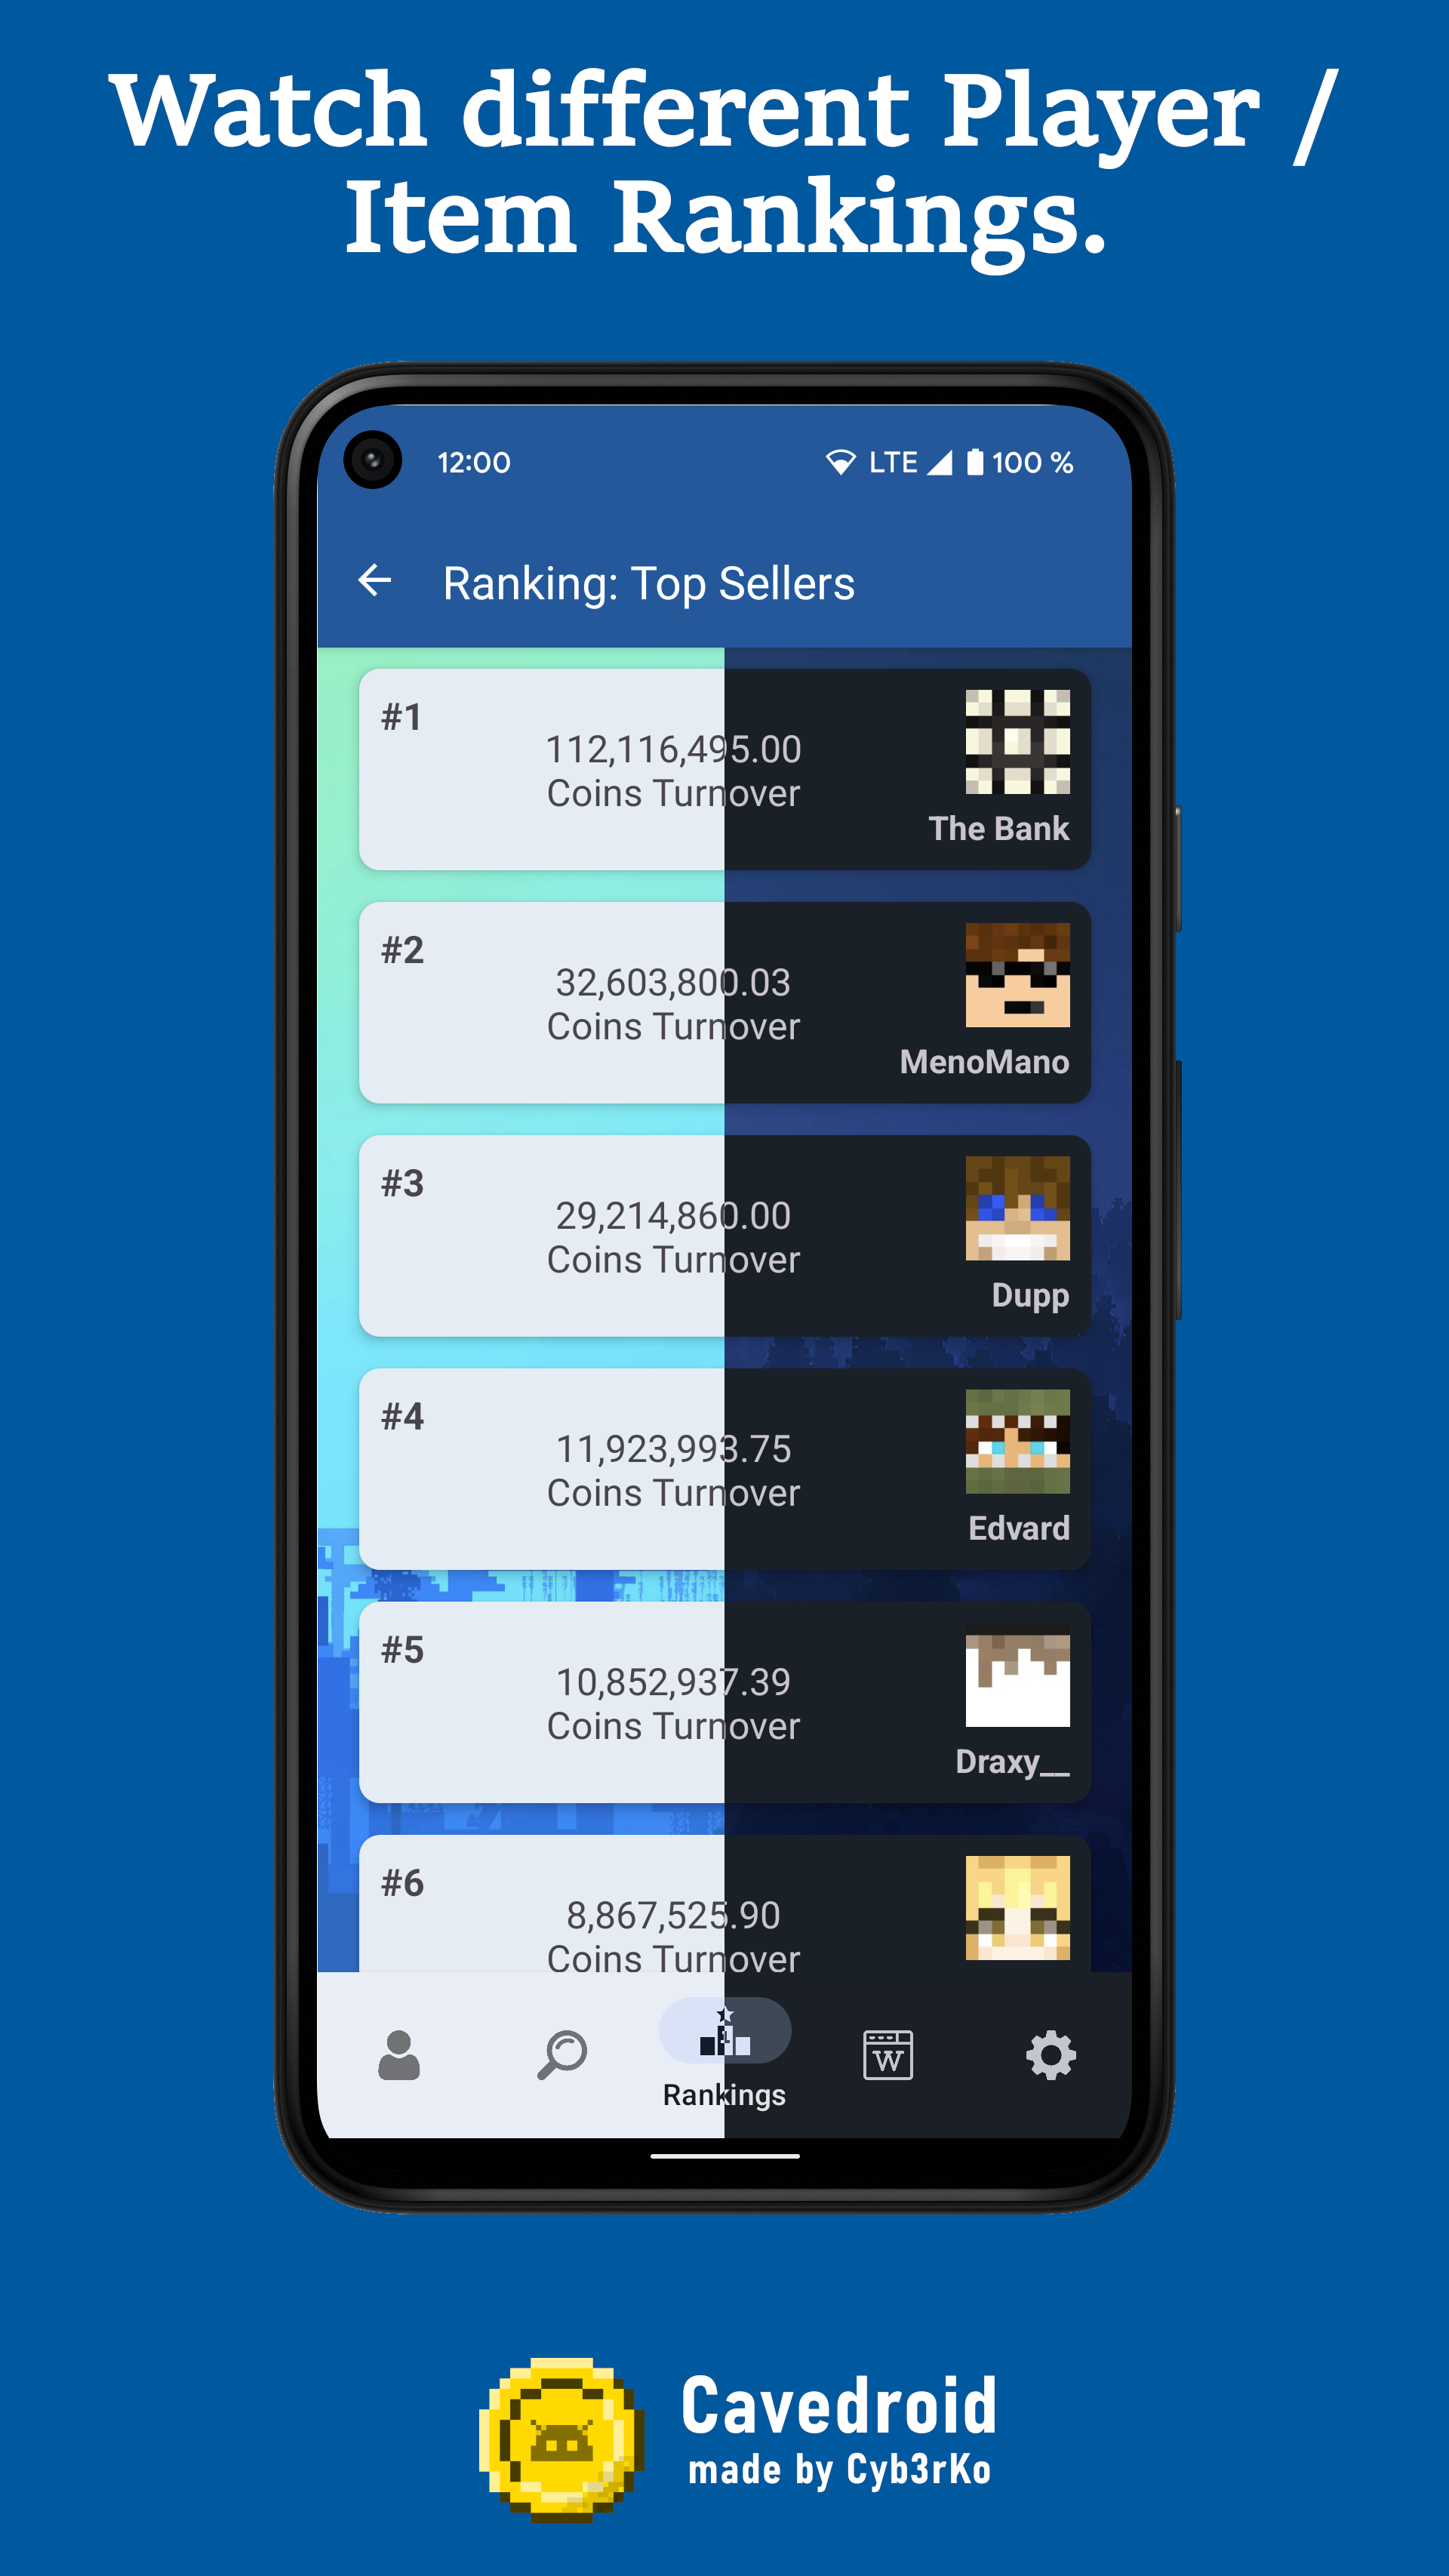 Watch different Player /
Item Rankings.
12:00
LTE
100 %
Ranking: Top Sellers
#1
112,116,495.00
Coins Turnover
The Bank
#2
32,603,800.03
Coins Turnover
MenoMano
#3
29,214,860.00
Coins Turnover
Dupp
#4
11,923,993.75
Coins Turnover
Edvard
#5
10,852,937.39
Coins Turnover
Draxy__
#6
8,867,525.90
Coins Turnover
1
W
Rankings
Cavedroid
made by Cyb3rKo